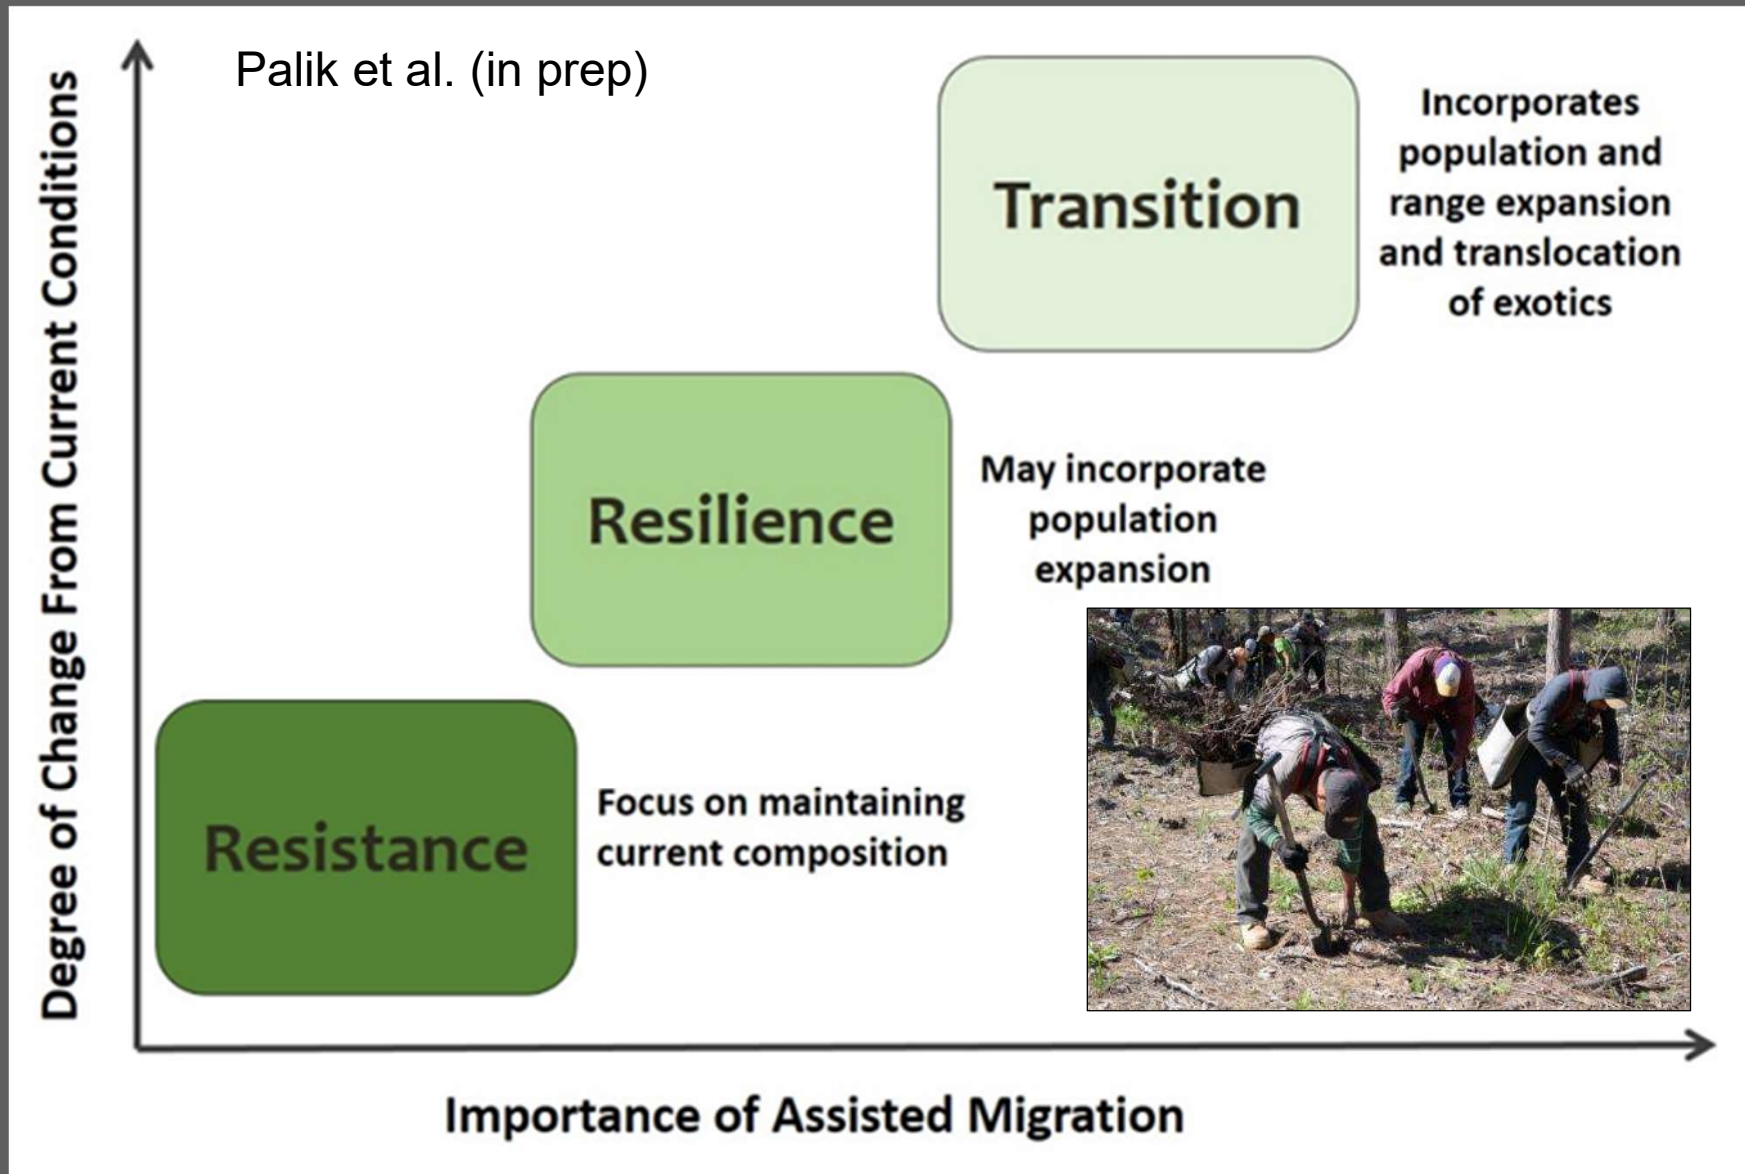 Palik et al. (in prep)
Degree of Change From Current Conditions
Transition
Incorporates
population and
range expansion
and translocation
of exotics
Resilience
May incorporate
population
expansion
Resistance
Focus on maintaining
current composition
Importance of Assisted Migration